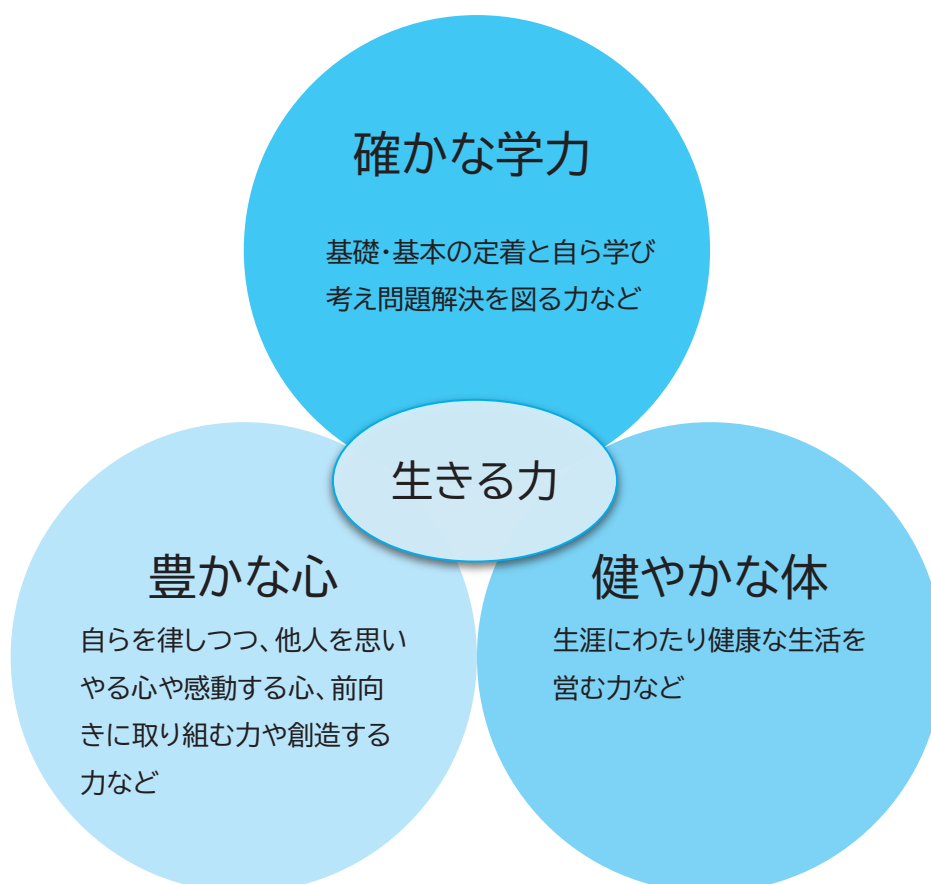 確かな学力
基礎・基本の定着と自ら学び
考え問題解決を図る力など
生きる力
豊かな心
自らを律しつつ、他人を思い
やる心や感動する心、前向
きに取り組む力や創造する
力など
健やかな体
生涯にわたり健康な生活を
営む力など